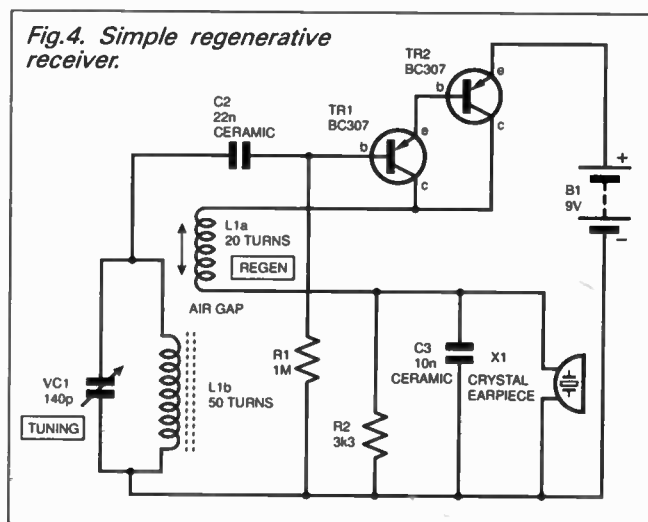 Fig.4. Simple regenerative
receiver.
TR2
BC307
e
b
c
C2
22n
CERAMIC
TR1
BC307
b
e
c
+
B1
9V
−
L1a
20 TURNS
REGEN
AIR GAP
VC1
140p
TUNING
L1b
50 TURNS
R1
1M
R2
3k3
C3
10n
CERAMIC
X1
CRYSTAL
EARPIECE